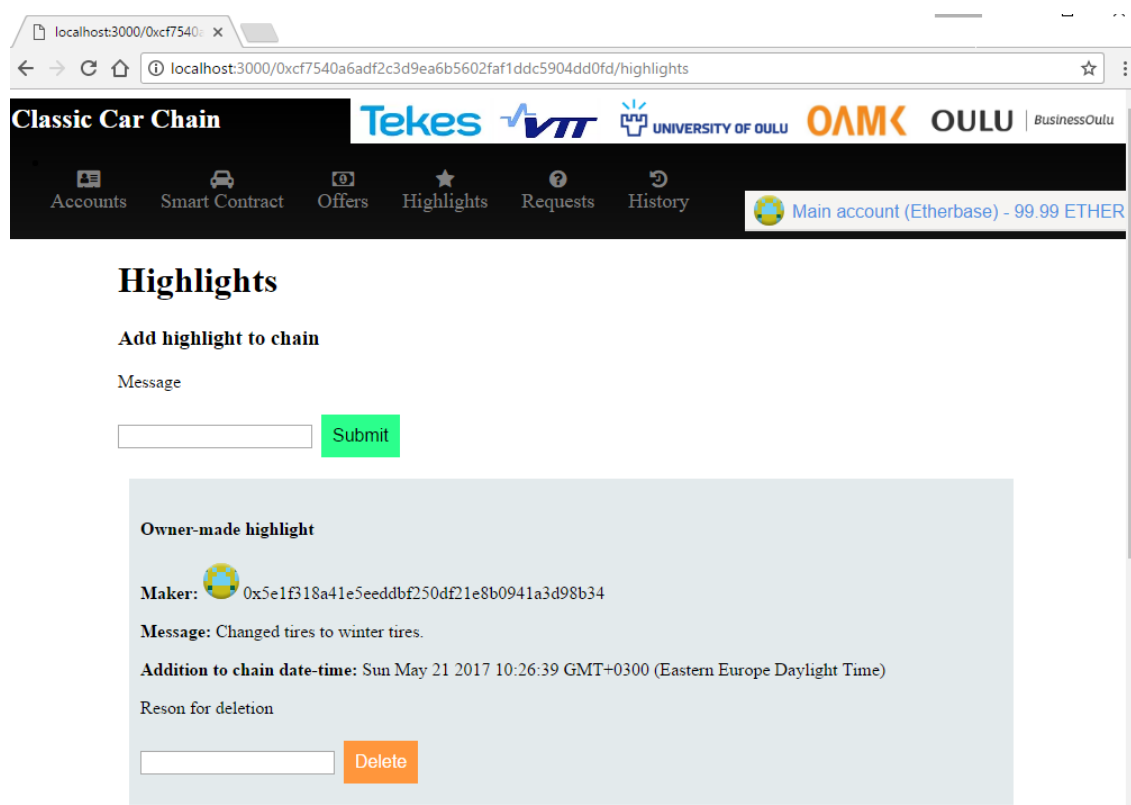 localhost:3000/0xcf7540a
localhost:3000/0xcf7540a6adf2c3d9ea6b5602faf1ddc5904dd0fd/highlights
Classic Car Chain
Tekes VTT UNIVERSITY OF OULU OAMK OULU BusinessOulu
Accounts Smart Contract Offers Highlights Requests History
Main account (Etherbase) - 99.99 ETHER
Highlights
Add highlight to chain
Message
Submit
Owner-made highlight
Maker: 0x5e1f318a41e5eeddbf250df21e8b0941a3d98b34
Message: Changed tires to winter tires.
Addition to chain date-time: Sun May 21 2017 10:26:39 GMT+0300 (Eastern Europe Daylight Time)
Reson for deletion
Delete